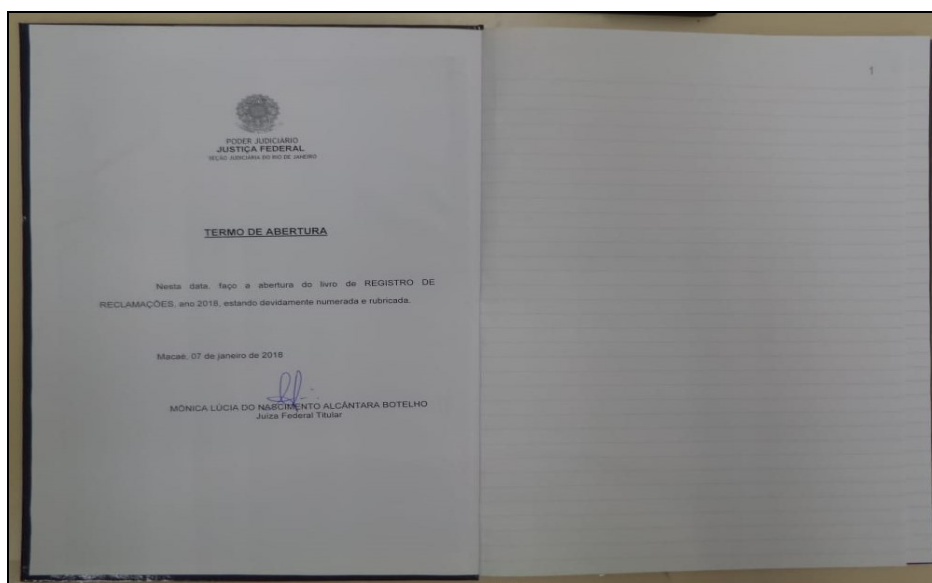 PODER JUDICIÁRIO
JUSTIÇA FEDERAL
SEÇÃO JUDICIÁRIA DO RIO DE JANEIRO
TERMO DE ABERTURA
Nesta data, faço a abertura do livro de REGISTRO DE
RECLAMAÇÕES, ano 2018, estando devidamente numerada e rubricada.
Macaé, 07 de janeiro de 2018
MÔNICA LÚCIA DO NASCIMENTO ALCÂNTARA BOTELHO
Juíza Federal Titular
1